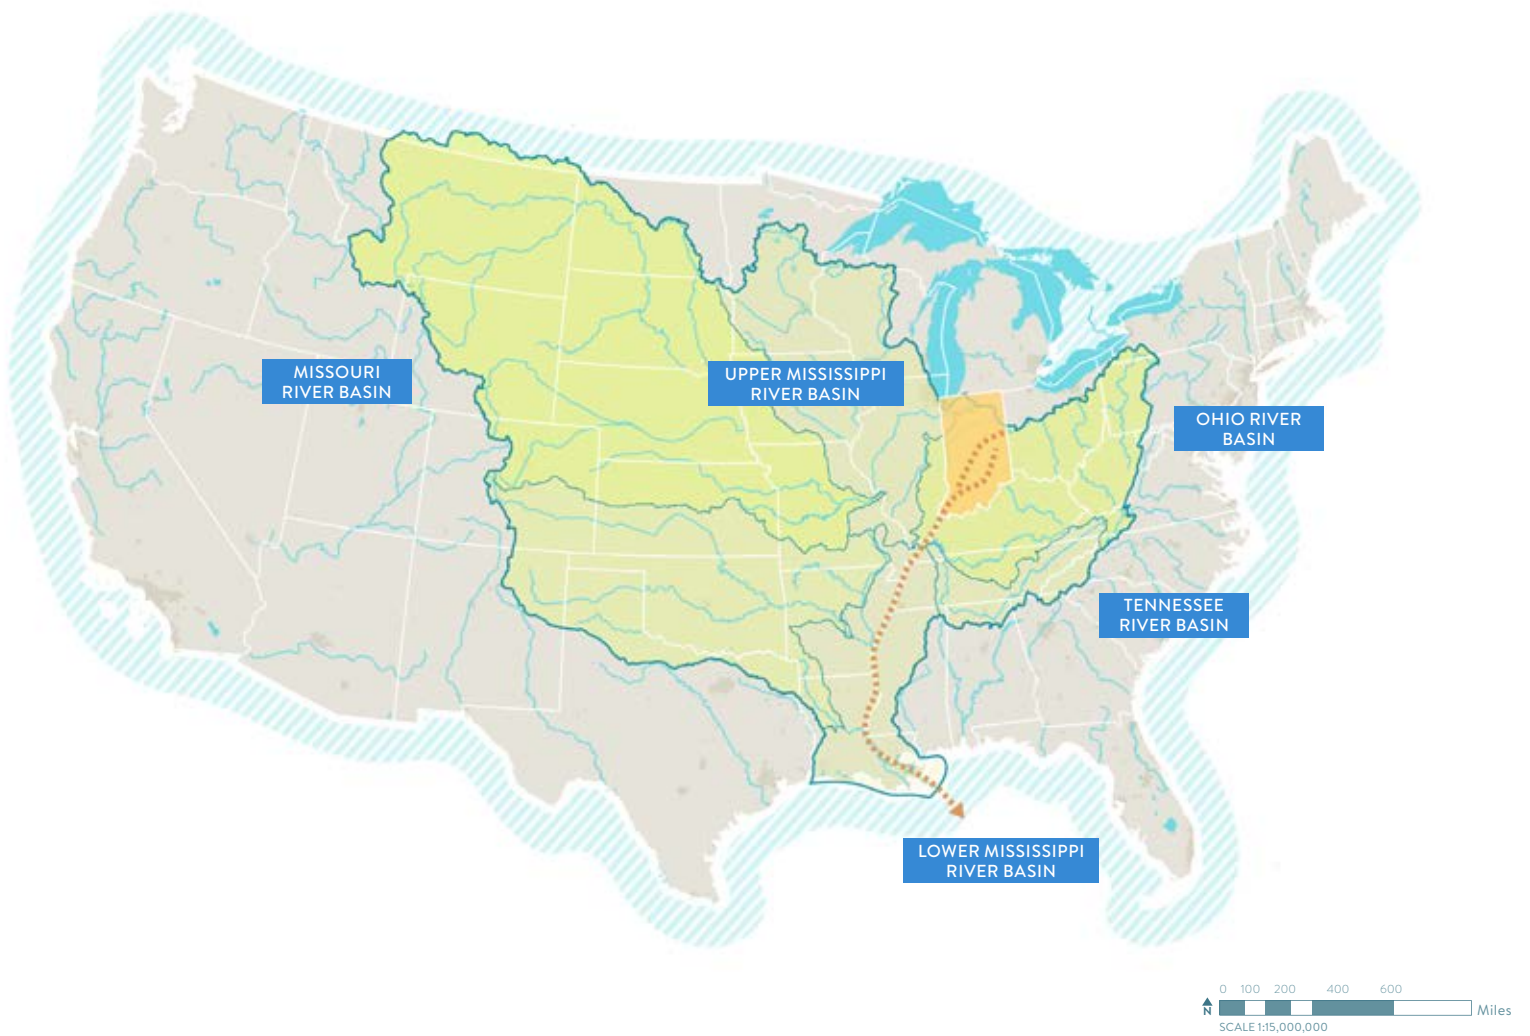 MISSOURI
RIVER BASIN
UPPER MISSISSIPPI
RIVER BASIN
OHIO RIVER
BASIN
TENNESSEE
RIVER BASIN
LOWER MISSISSIPPI
RIVER BASIN
0 100 200 400 600
N
Miles
SCALE 1:15,000,000